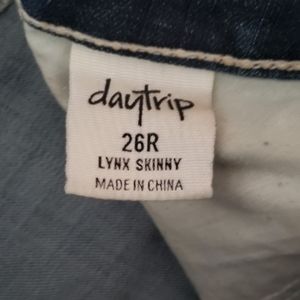 daytrip
26R
LYNX SKINNY
MADE IN CHINA